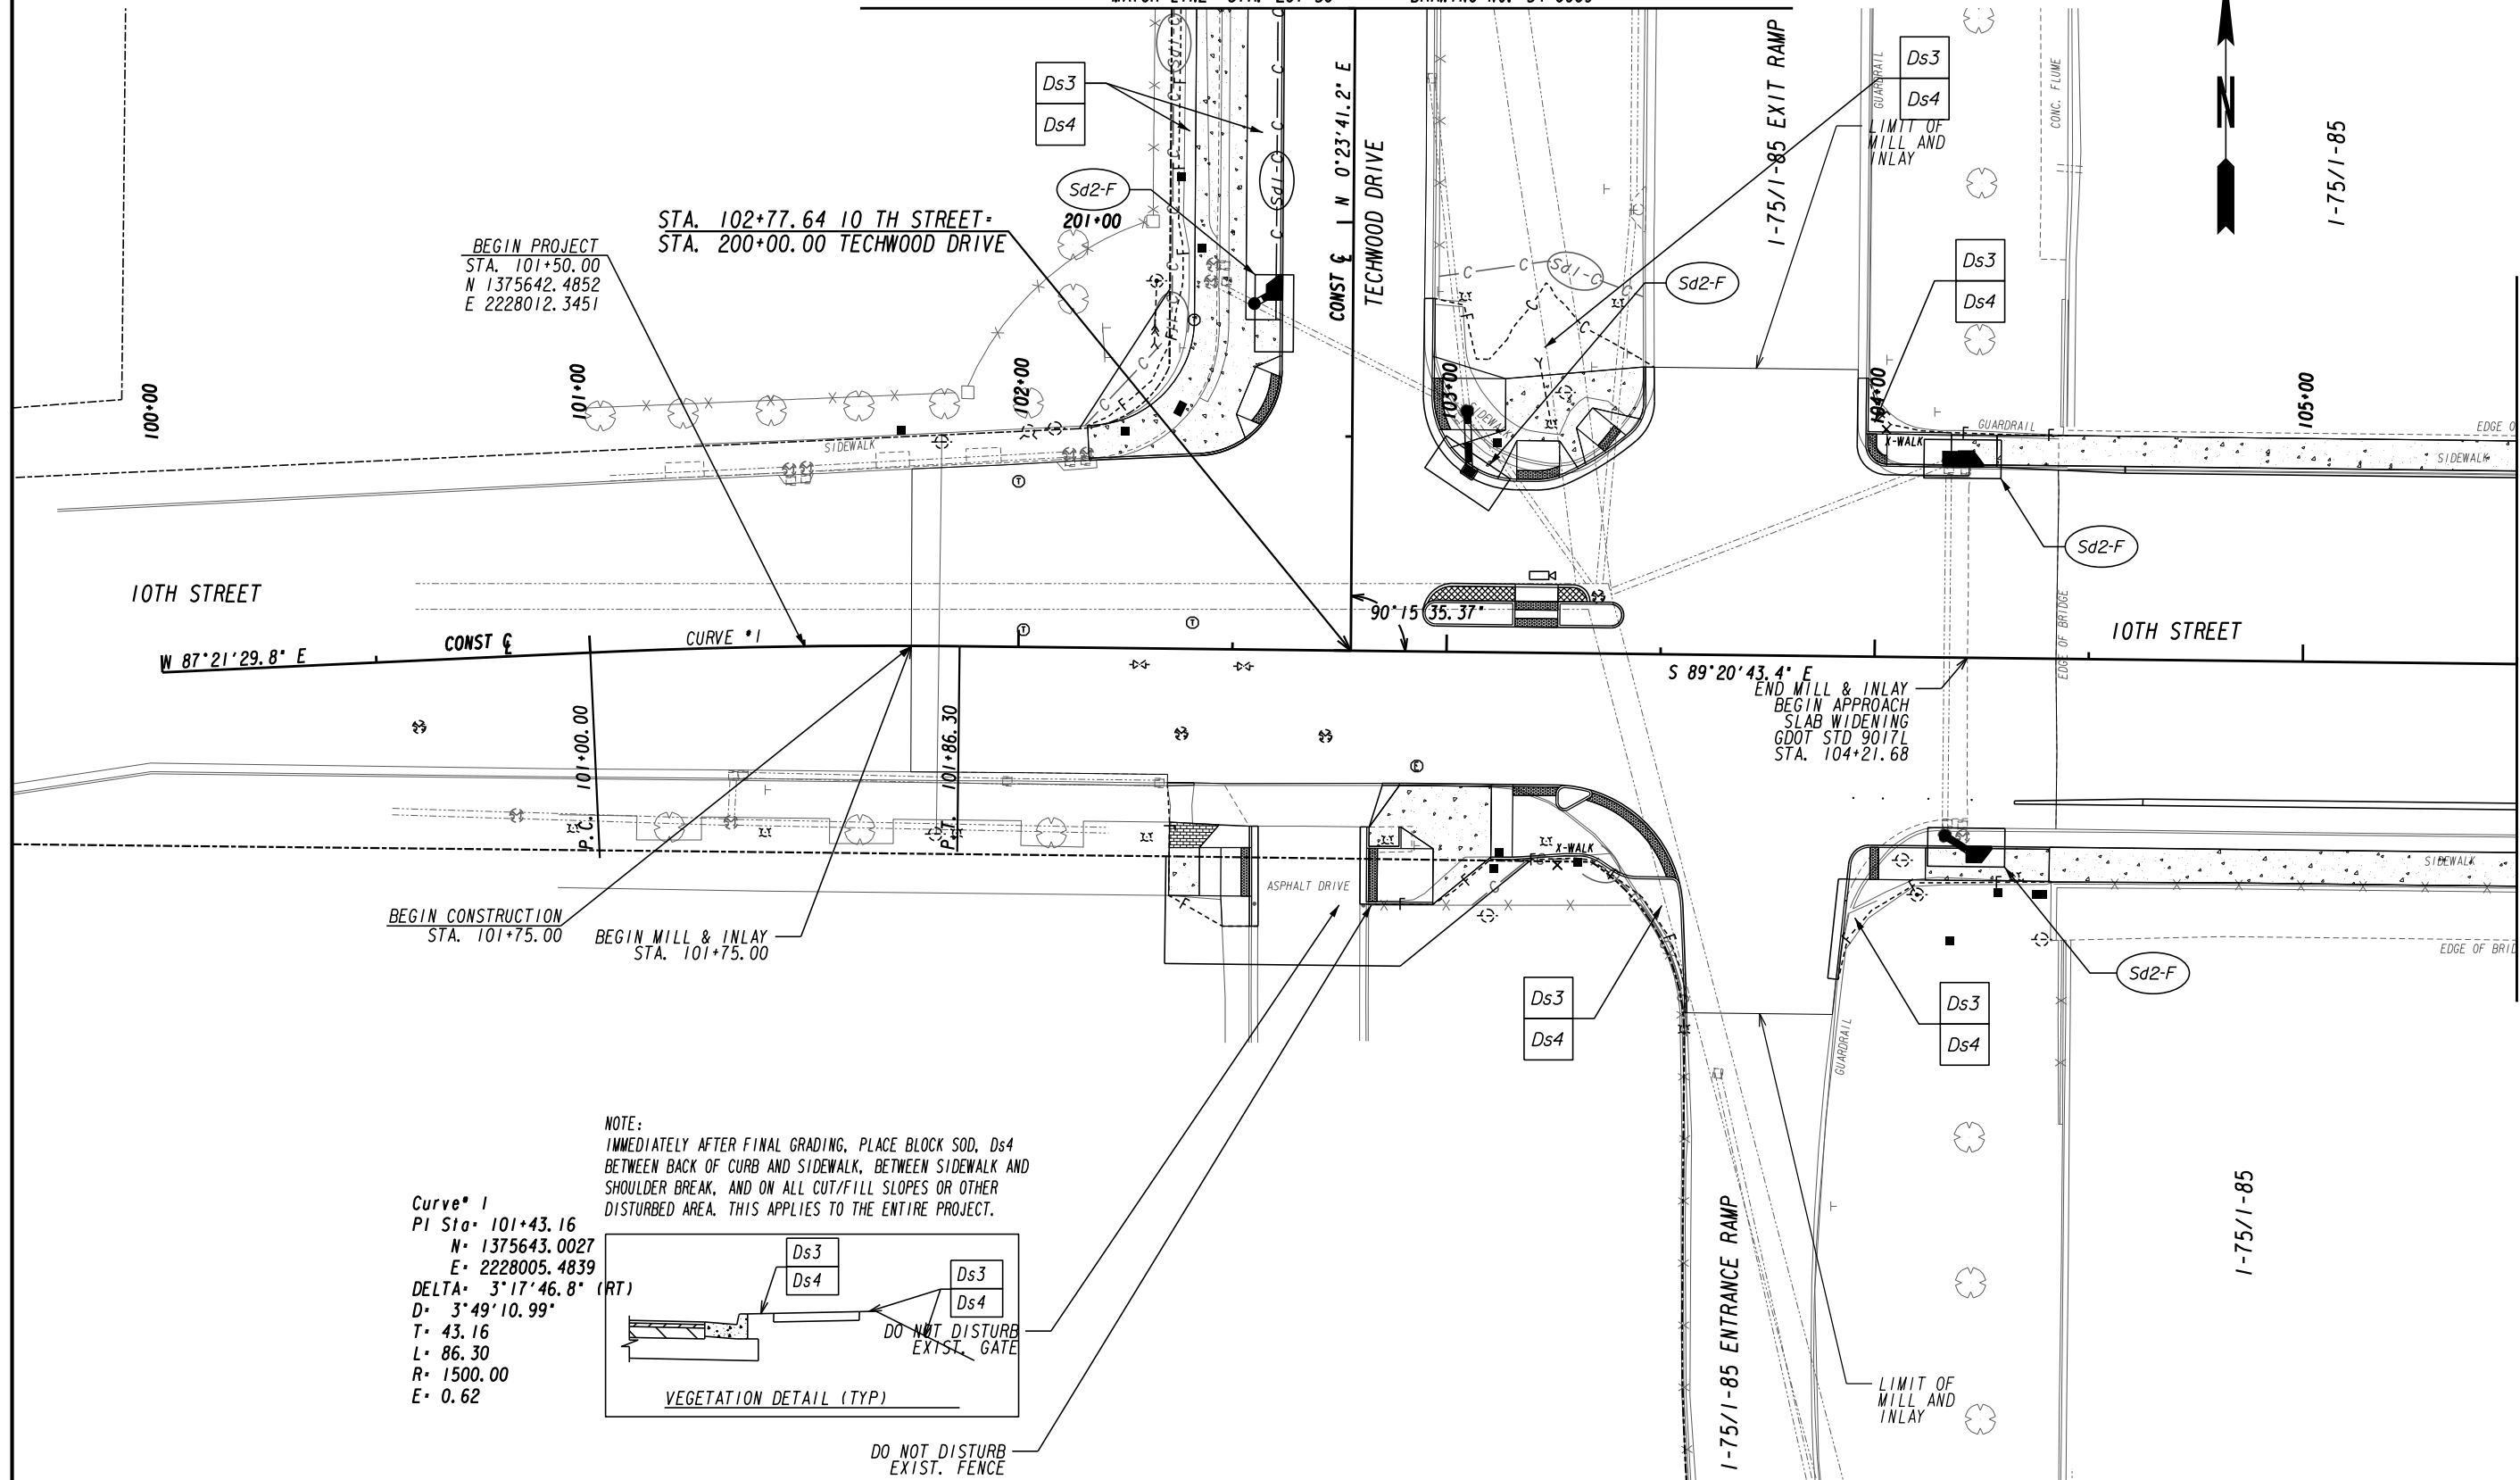 Ds3
Ds4
Sd2-F
Sd1-C
Sd1-C
201+00
CONST ℄
N 0°23'41.2" E
TECHWOOD DRIVE
I-75/I-85 EXIT RAMP
GUARDRAIL
Ds3
Ds4
LIMIT OF
MILL AND
INLAY
CONC. FLUME
I-75/I-85
N
STA. 102+77.64 10 TH STREET=
STA. 200+00.00 TECHWOOD DRIVE
BEGIN PROJECT
STA. 101+50.00
N 1375642.4852
E 2228012.3451
Sd1-C
Sd2-F
Ds3
Ds4
100+00
101+00
102+00
103+00
104+00
105+00
SIDEWALK
SIDEWALK
X-WALK
GUARDRAIL
EDGE O
SIDEWALK
Sd2-F
10TH STREET
CONST ℄
CURVE #1
W 87°21'29.8" E
90°15'35.37"
S 89°20'43.4" E
10TH STREET
EDGE OF BRIDGE
EDGE OF BRIDGE
END MILL & INLAY
BEGIN APPROACH
SLAB WIDENING
GDOT STD 9017L
STA. 104+21.68
P.C. 101+00.00
P.T. 101+86.30
X-WALK
ASPHALT DRIVE
SIDEWALK
BEGIN CONSTRUCTION
STA. 101+75.00
BEGIN MILL & INLAY
STA. 101+75.00
EDGE OF BRID
Sd2-F
Ds3
Ds4
Ds3
Ds4
GUARDRAIL
NOTE:
IMMEDIATELY AFTER FINAL GRADING, PLACE BLOCK SOD, Ds4
BETWEEN BACK OF CURB AND SIDEWALK, BETWEEN SIDEWALK AND
SHOULDER BREAK, AND ON ALL CUT/FILL SLOPES OR OTHER
DISTURBED AREA. THIS APPLIES TO THE ENTIRE PROJECT.
Curve# 1
PI Sta= 101+43.16
N= 1375643.0027
E= 2228005.4839
DELTA= 3°17'46.8" (RT)
D= 3°49'10.99"
T= 43.16
L= 86.30
R= 1500.00
E= 0.62
Ds3
Ds4
Ds3
Ds4
DO NOT DISTURB
EXIST. GATE
VEGETATION DETAIL (TYP)
DO NOT DISTURB
EXIST. FENCE
I-75/I-85 ENTRANCE RAMP
LIMIT OF
MILL AND
INLAY
I-75/I-85